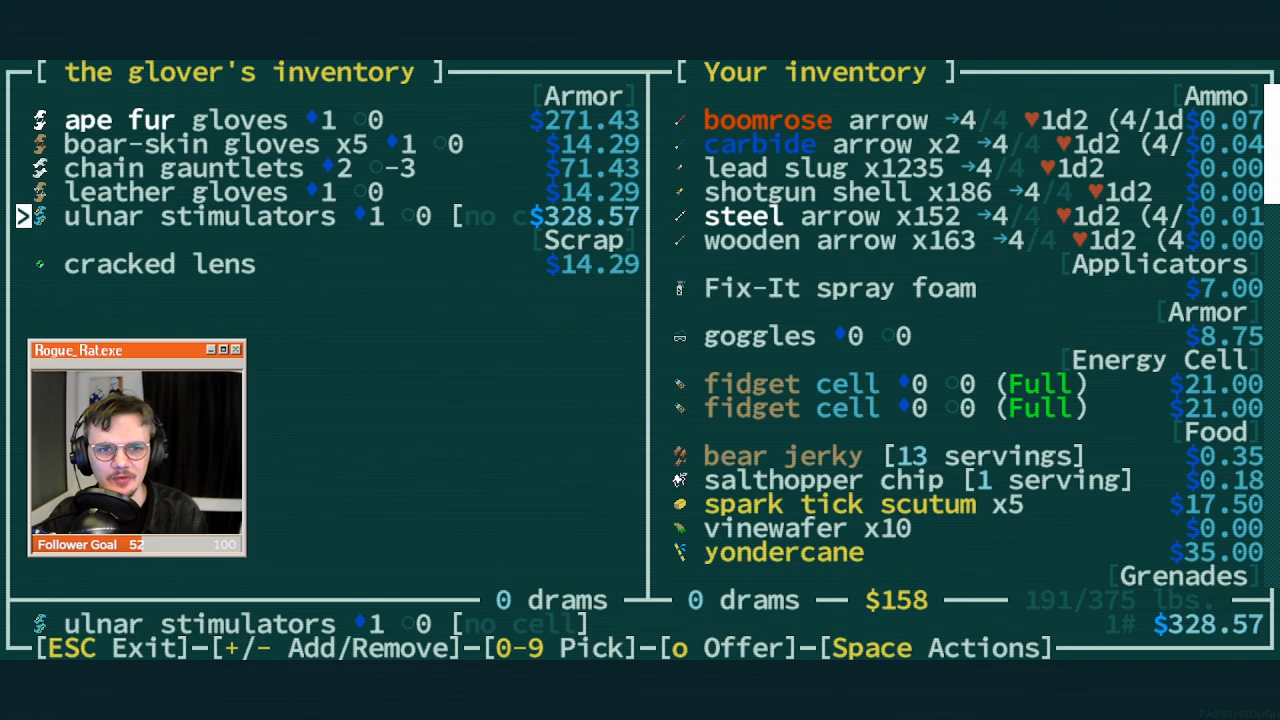 [ the glover's inventory ]
[Armor]
ape fur gloves ♦1 ○0 $271.43
boar-skin gloves x5 ♦1 ○0 $14.29
chain gauntlets ♦2 ○-3 $71.43
leather gloves ♦1 ○0 $14.29
> ulnar stimulators ♦1 ○0 [no c$328.57
[Scrap]
cracked lens $14.29
Rogue_Rat.exe
Follower Goal 52 100
0 drams
[ Your inventory ]
[Ammo]
boomrose arrow →4/4 ♥1d2 (4/1d$0.07
carbide arrow x2 →4/4 ♥1d2 (4/$0.04
lead slug x1235 →4/4 ♥1d2 $0.00
shotgun shell x186 →4/4 ♥1d2 $0.00
steel arrow x152 →4/4 ♥1d2 (4/$0.01
wooden arrow x163 →4/4 ♥1d2 (4$0.00
[Applicators]
Fix-It spray foam $7.00
[Armor]
goggles ♦0 ○0 $8.75
[Energy Cell]
fidget cell ♦0 ○0 (Full) $21.00
fidget cell ♦0 ○0 (Full) $21.00
[Food]
bear jerky [13 servings] $0.35
salthopper chip [1 serving] $0.18
spark tick scutum x5 $17.50
vinewafer x10 $0.00
yondercane $35.00
[Grenades]
0 drams — $158 — 191/375 lbs.
ulnar stimulators ♦1 ○0 [no cell] 1# $328.57
[ESC Exit]—[+/- Add/Remove]—[0-9 Pick]—[o Offer]—[Space Actions]
PASSTHROUGH